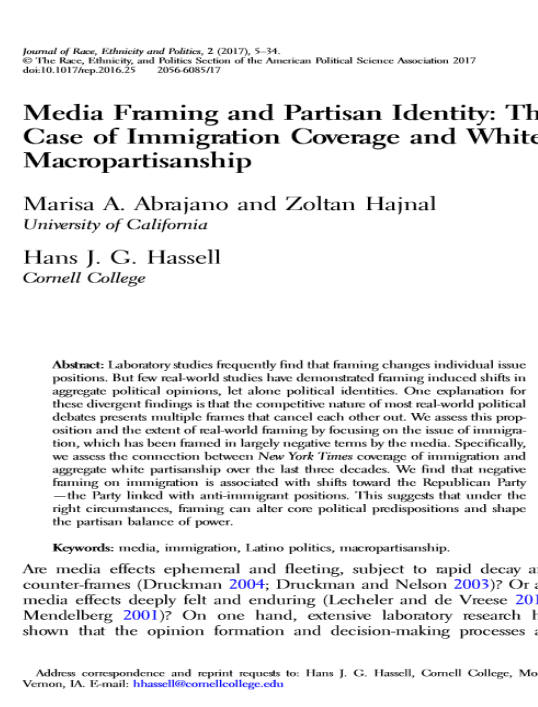 Journal of Race, Ethnicity and Politics, 2 (2017), 5–34.
© The Race, Ethnicity, and Politics Section of the American Political Science Association 2017
doi:10.1017/rep.2016.25 2056-6085/17
Media Framing and Partisan Identity: Th
Case of Immigration Coverage and White
Macropartisanship
Marisa A. Abrajano and Zoltan Hajnal
University of California
Hans J. G. Hassell
Cornell College
Abstract: Laboratory studies frequently find that framing changes individual issue
positions. But few real-world studies have demonstrated framing induced shifts in
aggregate political opinions, let alone political identities. One explanation for
these divergent findings is that the competitive nature of most real-world political
debates presents multiple frames that cancel each other out. We assess this prop-
osition and the extent of real-world framing by focusing on the issue of immigra-
tion, which has been framed in largely negative terms by the media. Specifically,
we assess the connection between New York Times coverage of immigration and
aggregate white partisanship over the last three decades. We find that negative
framing on immigration is associated with shifts toward the Republican Party
—the Party linked with anti-immigrant positions. This suggests that under the
right circumstances, framing can alter core political predispositions and shape
the partisan balance of power.
Keywords: media, immigration, Latino politics, macropartisanship.
Are media effects ephemeral and fleeting, subject to rapid decay a
counter-frames (Druckman 2004; Druckman and Nelson 2003)? Or a
media effects deeply felt and enduring (Lecheler and de Vreese 201
Mendelberg 2001)? On one hand, extensive laboratory research h
shown that the opinion formation and decision-making processes a
Address correspondence and reprint requests to: Hans J. G. Hassell, Cornell College, Mo
Vernon, IA. E-mail: hhassell@cornellcollege.edu